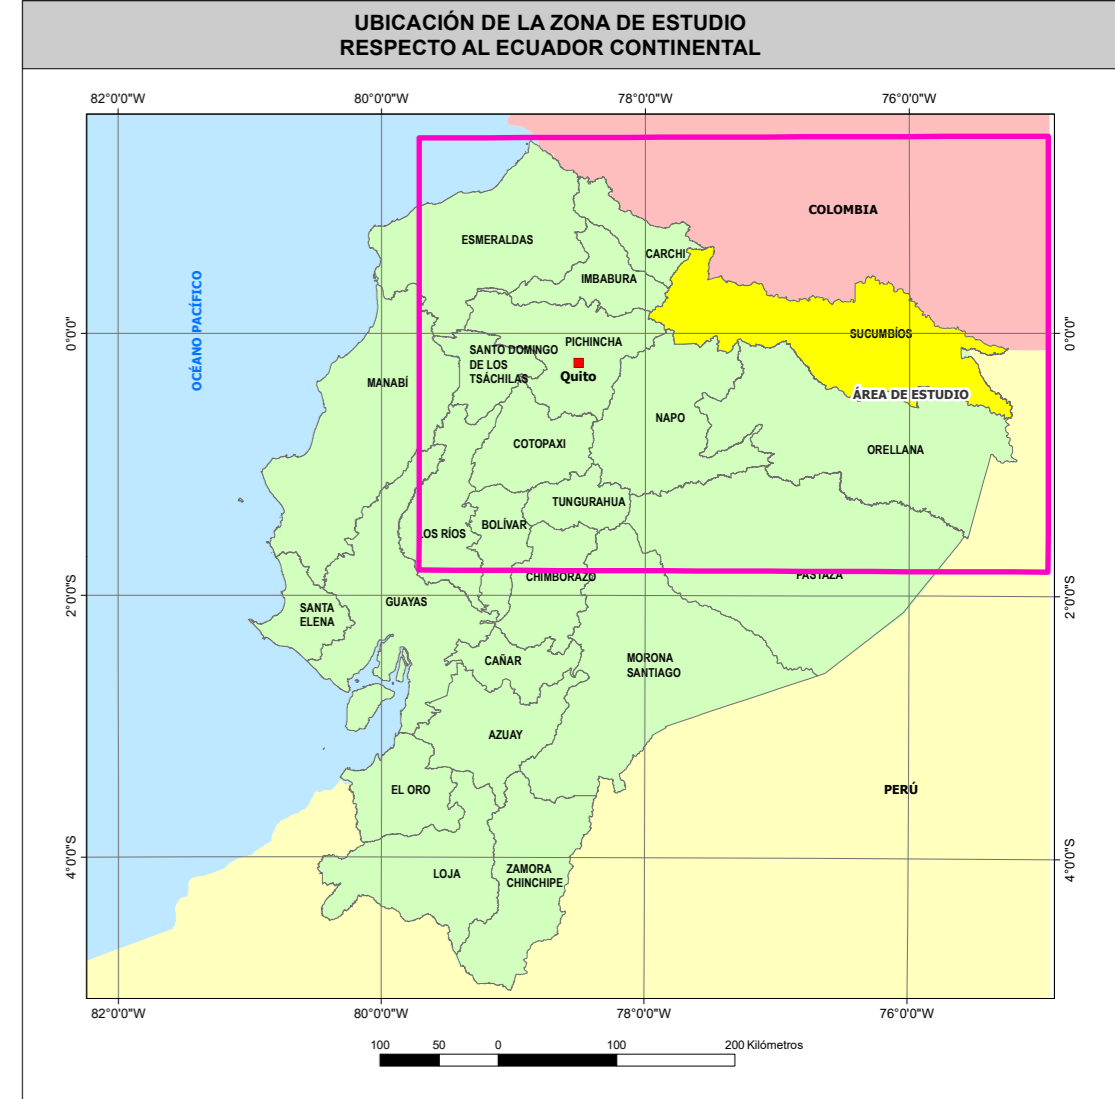 UBICACIÓN DE LA ZONA DE ESTUDIO
RESPECTO AL ECUADOR CONTINENTAL
82°0'0"W
80°0'0"W
78°0'0"W
76°0'0"W
COLOMBIA
ESMERALDAS
CARCHI
IMBABURA
OCÉANO PACÍFICO
0°0'0"
0°0'0"
SUCUMBÍOS
PICHINCHA
SANTO DOMINGO
DE LOS
TSÁCHILAS
Quito
MANABÍ
ÁREA DE ESTUDIO
NAPO
COTOPAXI
ORELLANA
TUNGURAHUA
BOLÍVAR
LOS RÍOS
CHIMBORAZO
PASTAZA
2°0'0"S
2°0'0"S
GUAYAS
SANTA
ELENA
CAÑAR
MORONA
SANTIAGO
AZUAY
EL ORO
PERÚ
4°0'0"S
4°0'0"S
LOJA
ZAMORA
CHINCHIPE
82°0'0"W
80°0'0"W
78°0'0"W
76°0'0"W
100
50
0
100
200 Kilómetros